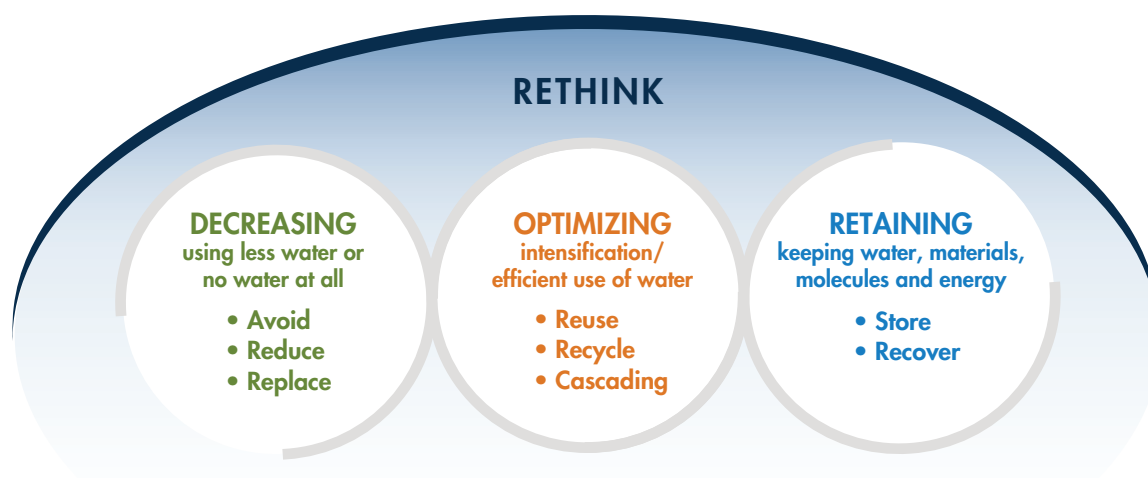 RETHINK
DECREASING
using less water or
no water at all
• Avoid
• Reduce
• Replace
OPTIMIZING
intensification/
efficient use of water
• Reuse
• Recycle
• Cascading
RETAINING
keeping water, materials,
molecules and energy
• Store
• Recover